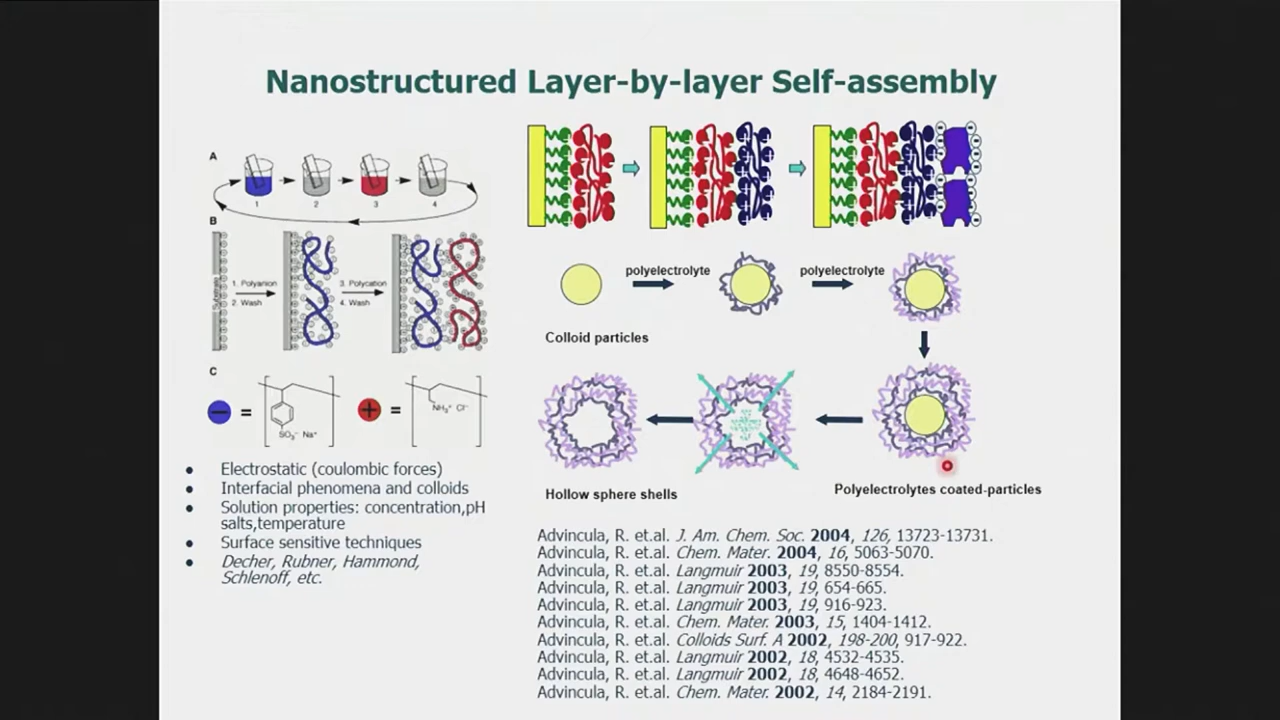 Nanostructured Layer-by-layer Self-assembly
A
1 2 3 4
B
Substrate
1. Polyanion
2. Wash
3. Polycation
4. Wash
C
− =
SO3⁻ Na⁺
+ =
NH3⁺ Cl⁻
• Electrostatic (coulombic forces)
• Interfacial phenomena and colloids
• Solution properties: concentration,pH
salts,temperature
• Surface sensitive techniques
• Decher, Rubner, Hammond,
Schlenoff, etc.
polyelectrolyte
polyelectrolyte
Colloid particles
Hollow sphere shells
Polyelectrolytes coated-particles
Advincula, R. et.al. J. Am. Chem. Soc. 2004, 126, 13723-13731.
Advincula, R. et.al. Chem. Mater. 2004, 16, 5063-5070.
Advincula, R. et.al. Langmuir 2003, 19, 8550-8554.
Advincula, R. et.al. Langmuir 2003, 19, 654-665.
Advincula, R. et.al. Langmuir 2003, 19, 916-923.
Advincula, R. et.al. Chem. Mater. 2003, 15, 1404-1412.
Advincula, R. et.al. Colloids Surf. A 2002, 198-200, 917-922.
Advincula, R. et.al. Langmuir 2002, 18, 4532-4535.
Advincula, R. et.al. Langmuir 2002, 18, 4648-4652.
Advincula, R. et.al. Chem. Mater. 2002, 14, 2184-2191.